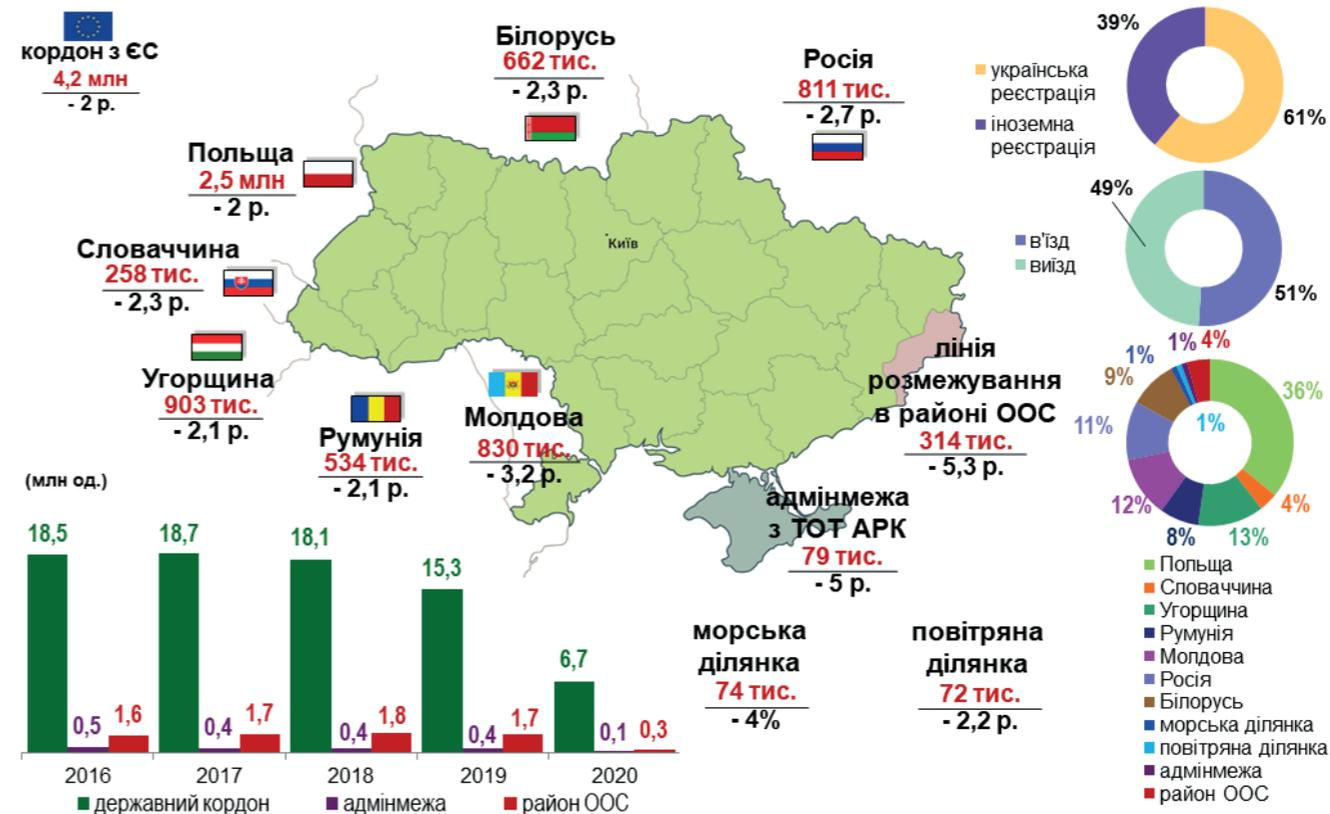 кордон з ЄС
4,2 млн
- 2 р.
Білорусь
662 тис.
- 2,3 р.
Росія
811 тис.
- 2,7 р.
Польща
2,5 млн
- 2 р.
Київ
Словаччина
258 тис.
- 2,3 р.
Угорщина
903 тис.
- 2,1 р.
Румунія
534 тис.
- 2,1 р.
Молдова
830 тис.
- 3,2 р.
лінія
розмежування
в районі ООС
314 тис.
- 5,3 р.
адмінмежа
з ТОТ АРК
79 тис.
- 5 р.
морська
ділянка
74 тис.
- 4%
повітряна
ділянка
72 тис.
- 2,2 р.
39%
61%
українська
реєстрація
іноземна
реєстрація
49%
51%
в'їзд
виїзд
1% 4%
1%
9%
36%
11%
1%
12%
4%
8%
13%
Польща
Словаччина
Угорщина
Румунія
Молдова
Росія
Білорусь
морська ділянка
повітряна ділянка
адмінмежа
район ООС
(млн од.)
18,5
0,5
1,6
18,7
0,4
1,7
18,1
0,4
1,8
15,3
0,4
1,7
6,7
0,1
0,3
2016
2017
2018
2019
2020
державний кордон
адмінмежа
район ООС